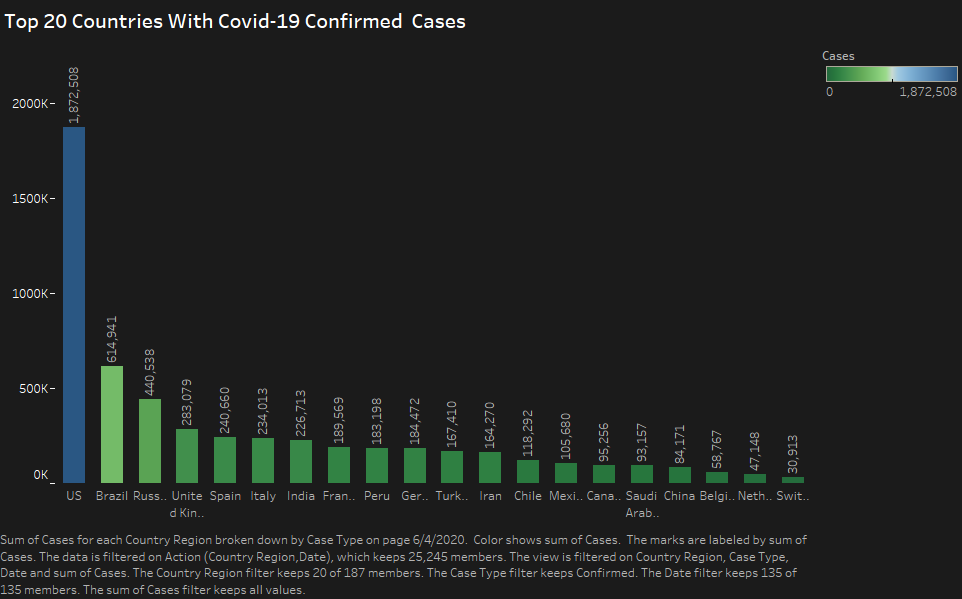 Top 20 Countries With Covid-19 Confirmed  Cases
Cases
0 1,872,508
2000K
1500K
1000K
500K
0K
1,872,508
614,941
440,538
283,079
240,660
234,013
226,713
189,569
183,198
184,472
167,410
164,270
118,292
105,680
95,256
93,157
84,171
58,767
47,148
30,913
US Brazil Russ.. Unite Spain Italy India Fran.. Peru Ger.. Turk.. Iran Chile Mexi.. Cana.. Saudi China Belgi.. Neth.. Swit..
d Kin.. Arab..
Sum of Cases for each Country Region broken down by Case Type on page 6/4/2020.  Color shows sum of Cases.  The marks are labeled by sum of
Cases. The data is filtered on Action (Country Region,Date), which keeps 25,245 members. The view is filtered on Country Region, Case Type,
Date and sum of Cases. The Country Region filter keeps 20 of 187 members. The Case Type filter keeps Confirmed. The Date filter keeps 135 of
135 members. The sum of Cases filter keeps all values.